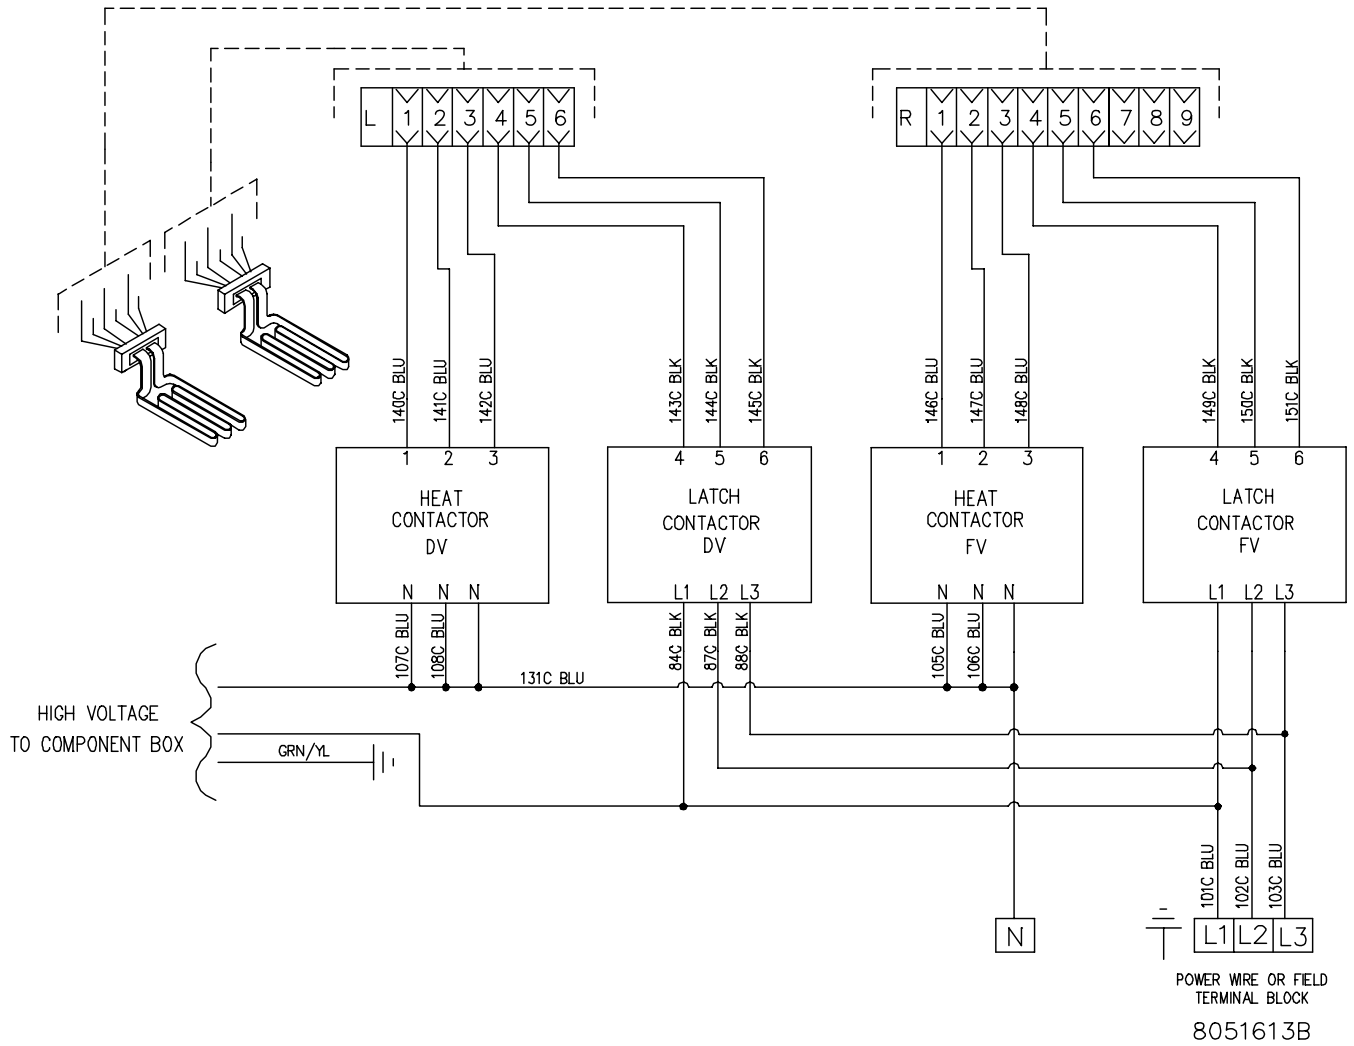 L 1 2 3 4 5 6
R 1 2 3 4 5 6 7 8 9
140C BLU
141C BLU
142C BLU
143C BLK
144C BLK
145C BLK
146C BLU
147C BLU
148C BLU
149C BLK
150C BLK
151C BLK
1 2 3
HEAT
CONTACTOR
DV
N N N
4 5 6
LATCH
CONTACTOR
DV
L1 L2 L3
1 2 3
HEAT
CONTACTOR
FV
N N N
4 5 6
LATCH
CONTACTOR
FV
L1 L2 L3
107C BLU
108C BLU
84C BLK
87C BLK
88C BLK
105C BLU
106C BLU
131C BLU
HIGH VOLTAGE
TO COMPONENT BOX
GRN/YL
101C BLU
102C BLU
103C BLU
N
L1 L2 L3
POWER WIRE OR FIELD
TERMINAL BLOCK
8051613B